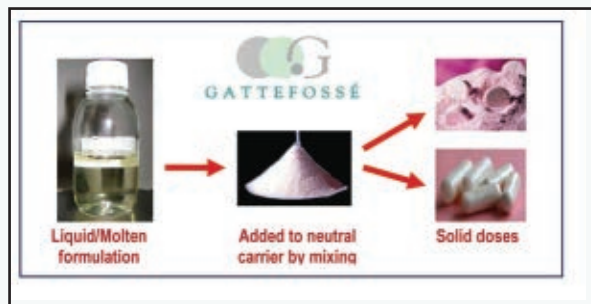 GATTEFOSSÉ
Liquid/Molten
formulation
Added to neutral
carrier by mixing
Solid doses